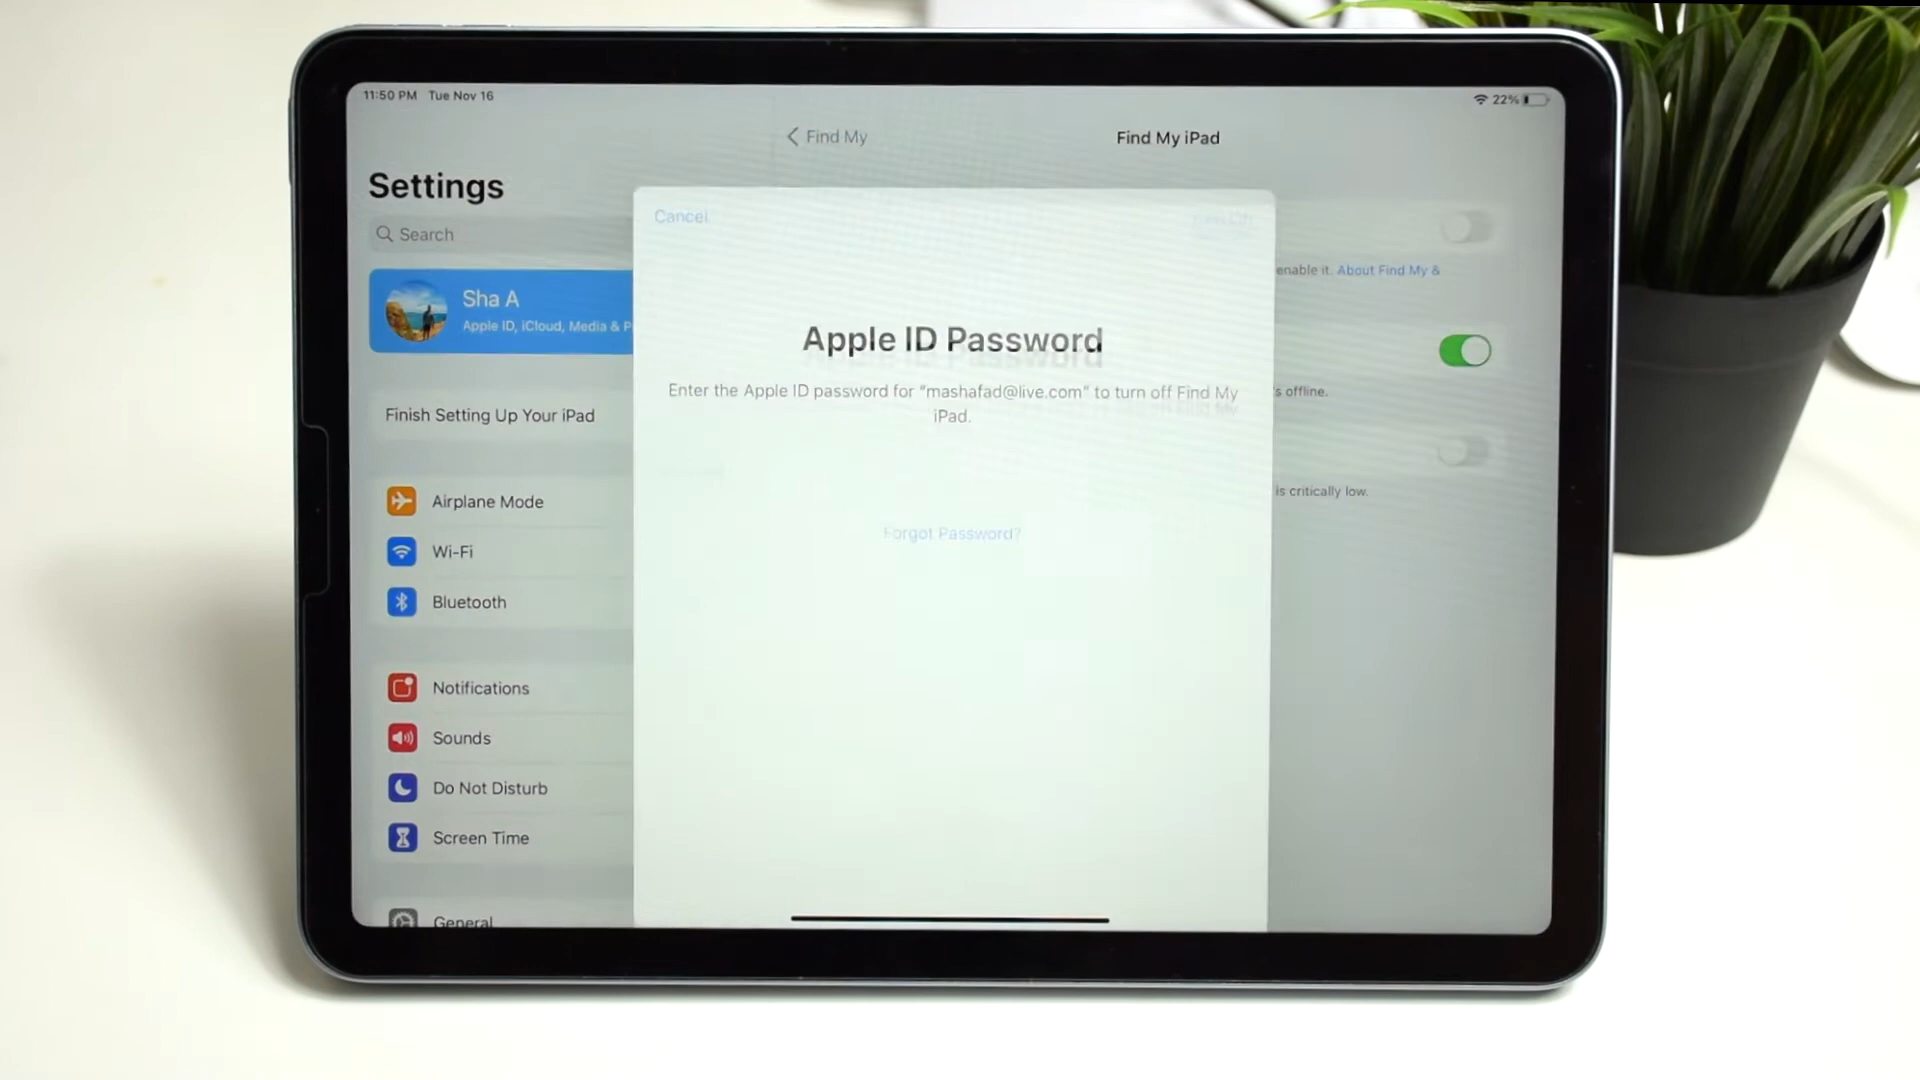 11:50 PM Tue Nov 16
22%
Find My
Find My iPad
Settings
Search
Cancel
enable it. About Find My &
Sha A
Apple ID, iCloud, Media & P
Apple ID Password
Enter the Apple ID password for “mashafad@live.com” to turn off Find My
iPad.
s offline.
Finish Setting Up Your iPad
is critically low.
Airplane Mode
Forgot Password?
Wi-Fi
Bluetooth
Notifications
Sounds
Do Not Disturb
Screen Time
General